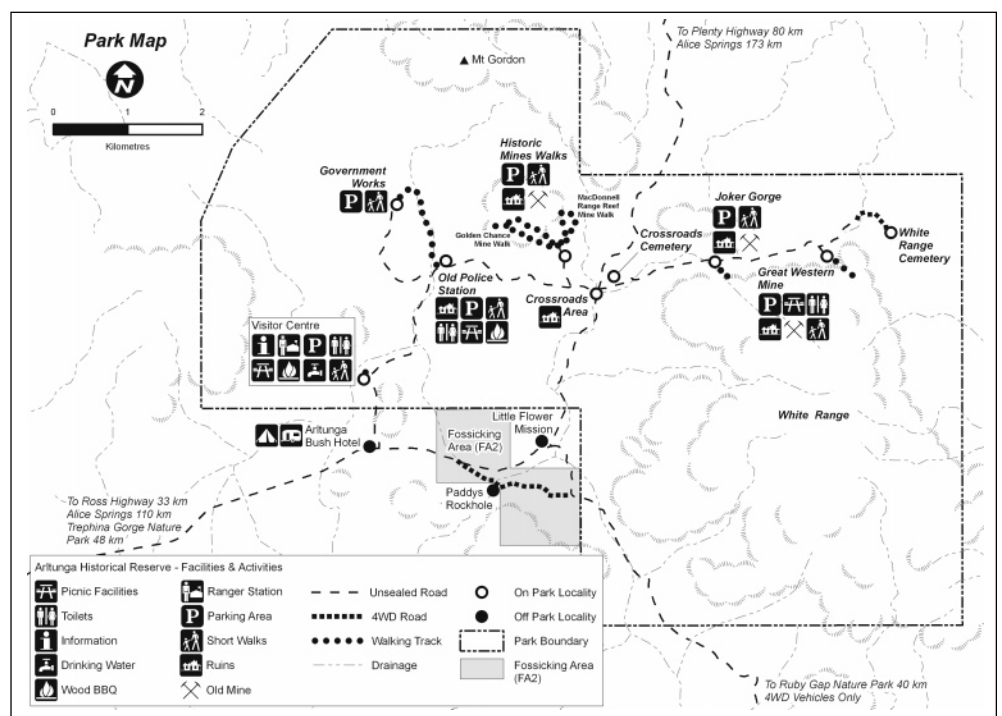 Park Map
N
0 1 2
Kilometres
To Plenty Highway 80 km
Alice Springs 173 km
Mt Gordon
Government
Works
P
Historic
Mines Walks
P
MacDonnell
Range Reef
Mine Walk
Golden Chance
Mine Walk
Joker Gorge
P
Crossroads
Cemetery
White
Range
Cemetery
Old Police
Station
P
Crossroads
Area
Great Western
Mine
P
Visitor Centre
i P
White Range
Arltunga
Bush Hotel
Fossicking
Area (FA2)
Little Flower
Mission
Paddys
Rockhole
To Ross Highway 33 km
Alice Springs 110 km
Trephina Gorge Nature
Park 48 km
Arltunga Historical Reserve - Facilities & Activities
Picnic Facilities
Toilets
i Information
Drinking Water
Wood BBQ
Ranger Station
P Parking Area
Short Walks
Ruins
Old Mine
Unsealed Road
4WD Road
Walking Track
Drainage
On Park Locality
Off Park Locality
Park Boundary
Fossicking Area
(FA2)
To Ruby Gap Nature Park 40 km
4WD Vehicles Only